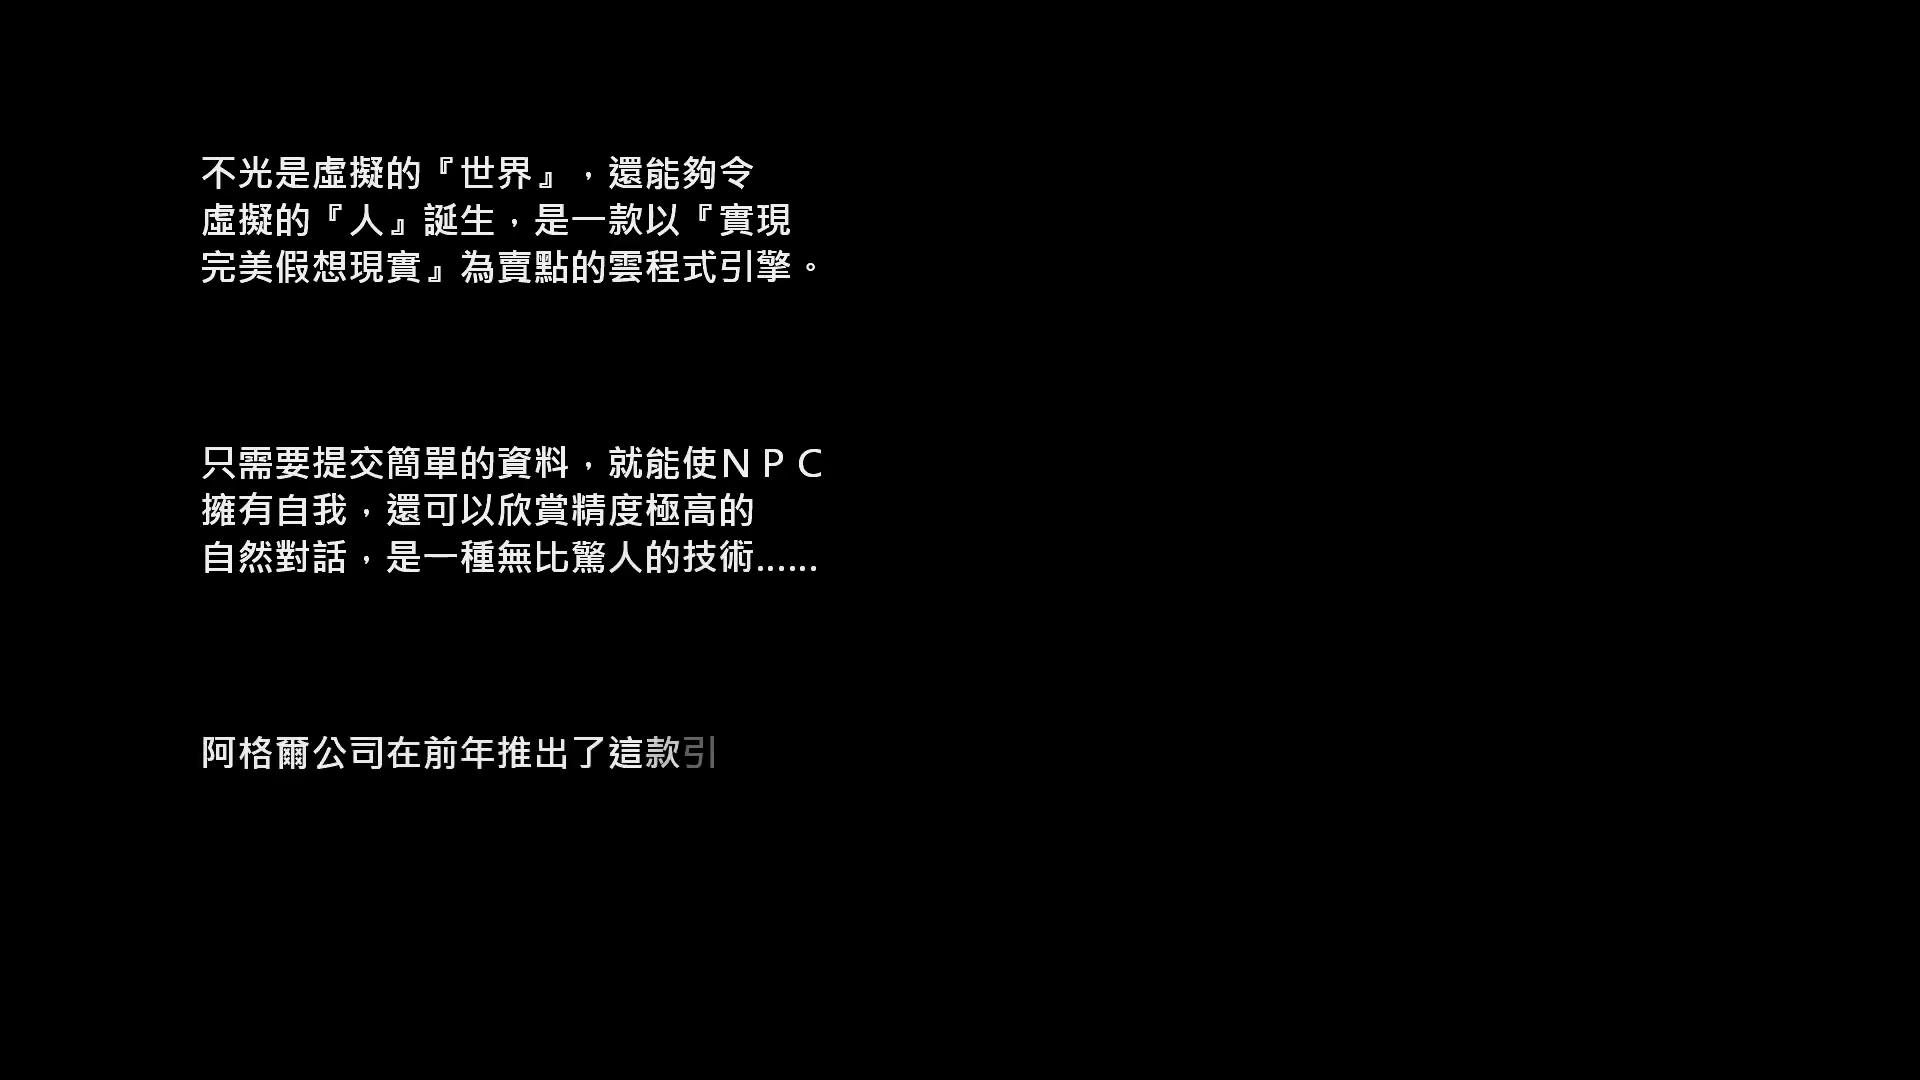 不光是虛擬的『世界』，還能夠令
虛擬的『人』誕生，是一款以『實現
完美假想現實』為賣點的雲程式引擎。
只需要提交簡單的資料，就能使ＮＰＣ
擁有自我，還可以欣賞精度極高的
自然對話，是一種無比驚人的技術……
阿格爾公司在前年推出了這款引